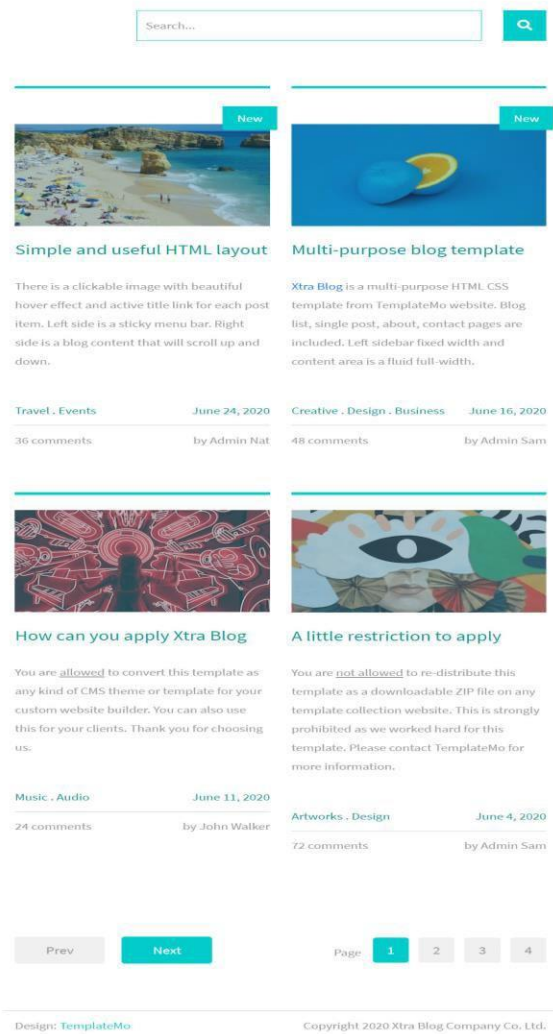 Search...
New
Simple and useful HTML layout
There is a clickable image with beautiful
hover effect and active title link for each post
item. Left side is a sticky menu bar. Right
side is a blog content that will scroll up and
down.
Travel . Events June 24, 2020
36 comments by Admin Nat
New
Multi-purpose blog template
Xtra Blog is a multi-purpose HTML CSS
template from TemplateMo website. Blog
list, single post, about, contact pages are
included. Left sidebar fixed width and
content area is a fluid full-width.
Creative . Design . Business June 16, 2020
48 comments by Admin Sam
How can you apply Xtra Blog
You are allowed to convert this template as
any kind of CMS theme or template for your
custom website builder. You can also use
this for your clients. Thank you for choosing
us.
Music . Audio June 11, 2020
24 comments by John Walker
A little restriction to apply
You are not allowed to re-distribute this
template as a downloadable ZIP file on any
template collection website. This is strongly
prohibited as we worked hard for this
template. Please contact TemplateMo for
more information.
Artworks . Design June 4, 2020
72 comments by Admin Sam
Prev Next Page 1 2 3 4
Design: TemplateMo Copyright 2020 Xtra Blog Company Co. Ltd.